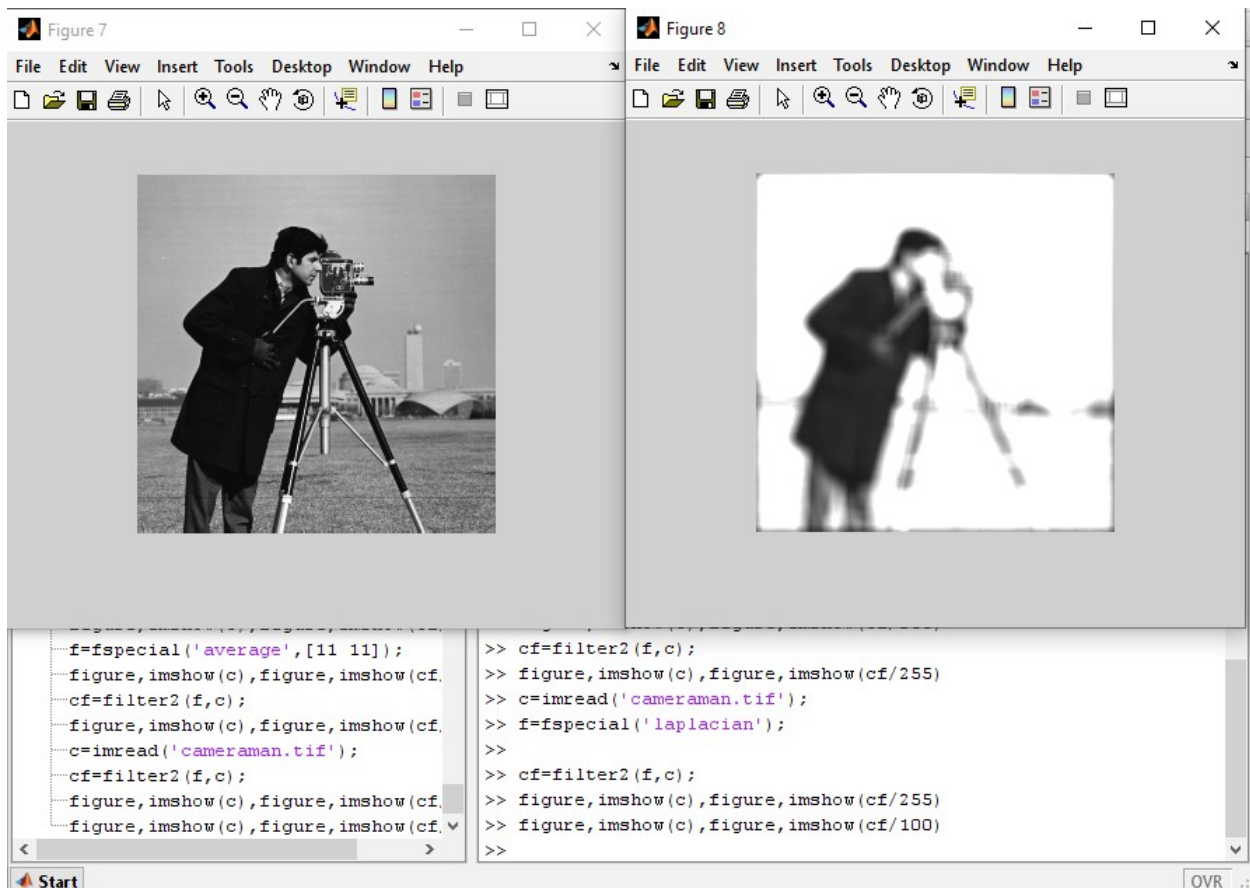 Figure 7
File Edit View Insert Tools Desktop Window Help
Figure 8
File Edit View Insert Tools Desktop Window Help
f=fspecial('average',[11 11]);
figure,imshow(c),figure,imshow(cf,
cf=filter2(f,c);
figure,imshow(c),figure,imshow(cf,
c=imread('cameraman.tif');
cf=filter2(f,c);
figure,imshow(c),figure,imshow(cf,
figure,imshow(c),figure,imshow(cf,
>> cf=filter2(f,c);
>> figure,imshow(c),figure,imshow(cf/255)
>> c=imread('cameraman.tif');
>> f=fspecial('laplacian');
>>
>> cf=filter2(f,c);
>> figure,imshow(c),figure,imshow(cf/255)
>> figure,imshow(c),figure,imshow(cf/100)
>>
Start
OVR